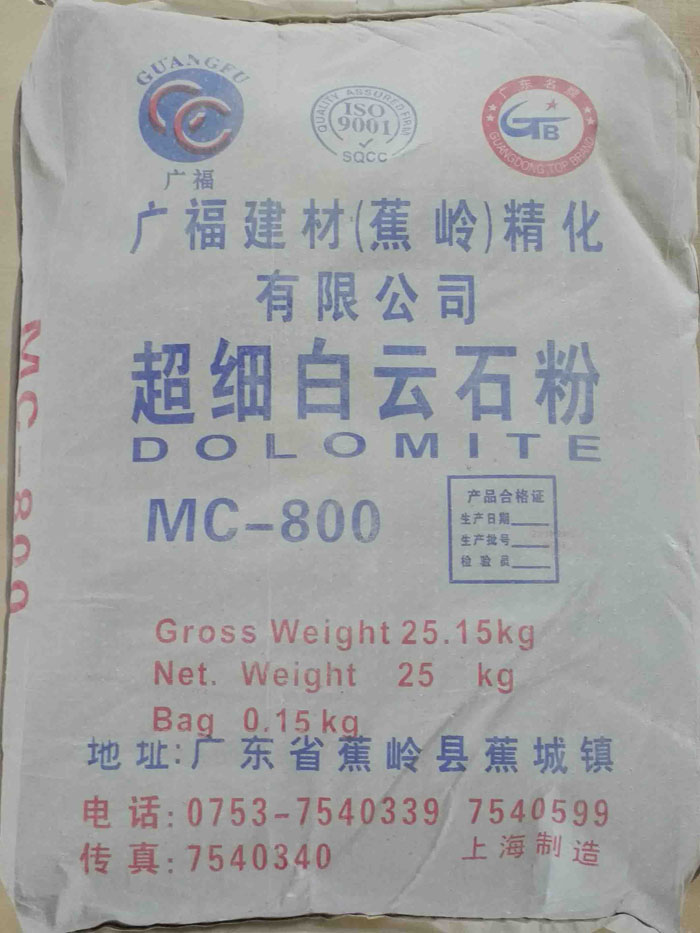 GUANGFU
广福
QUALITY ASSURED FIRM
ISO
9001
SQCC
广东名牌
GTB
GUANGDONG TOP BRAND
广福建材(蕉岭)精化
有限公司
超细白云石粉
DOLOMITE
MC-800
MC-800
产品合格证
生产日期
生产批号
检验员
Gross Weight 25.15kg
Net. Weight 25 kg
Bag 0.15kg
地址:广东省蕉岭县蕉城镇
电话:0753-7540339 7540599
传真:7540340
上海制造